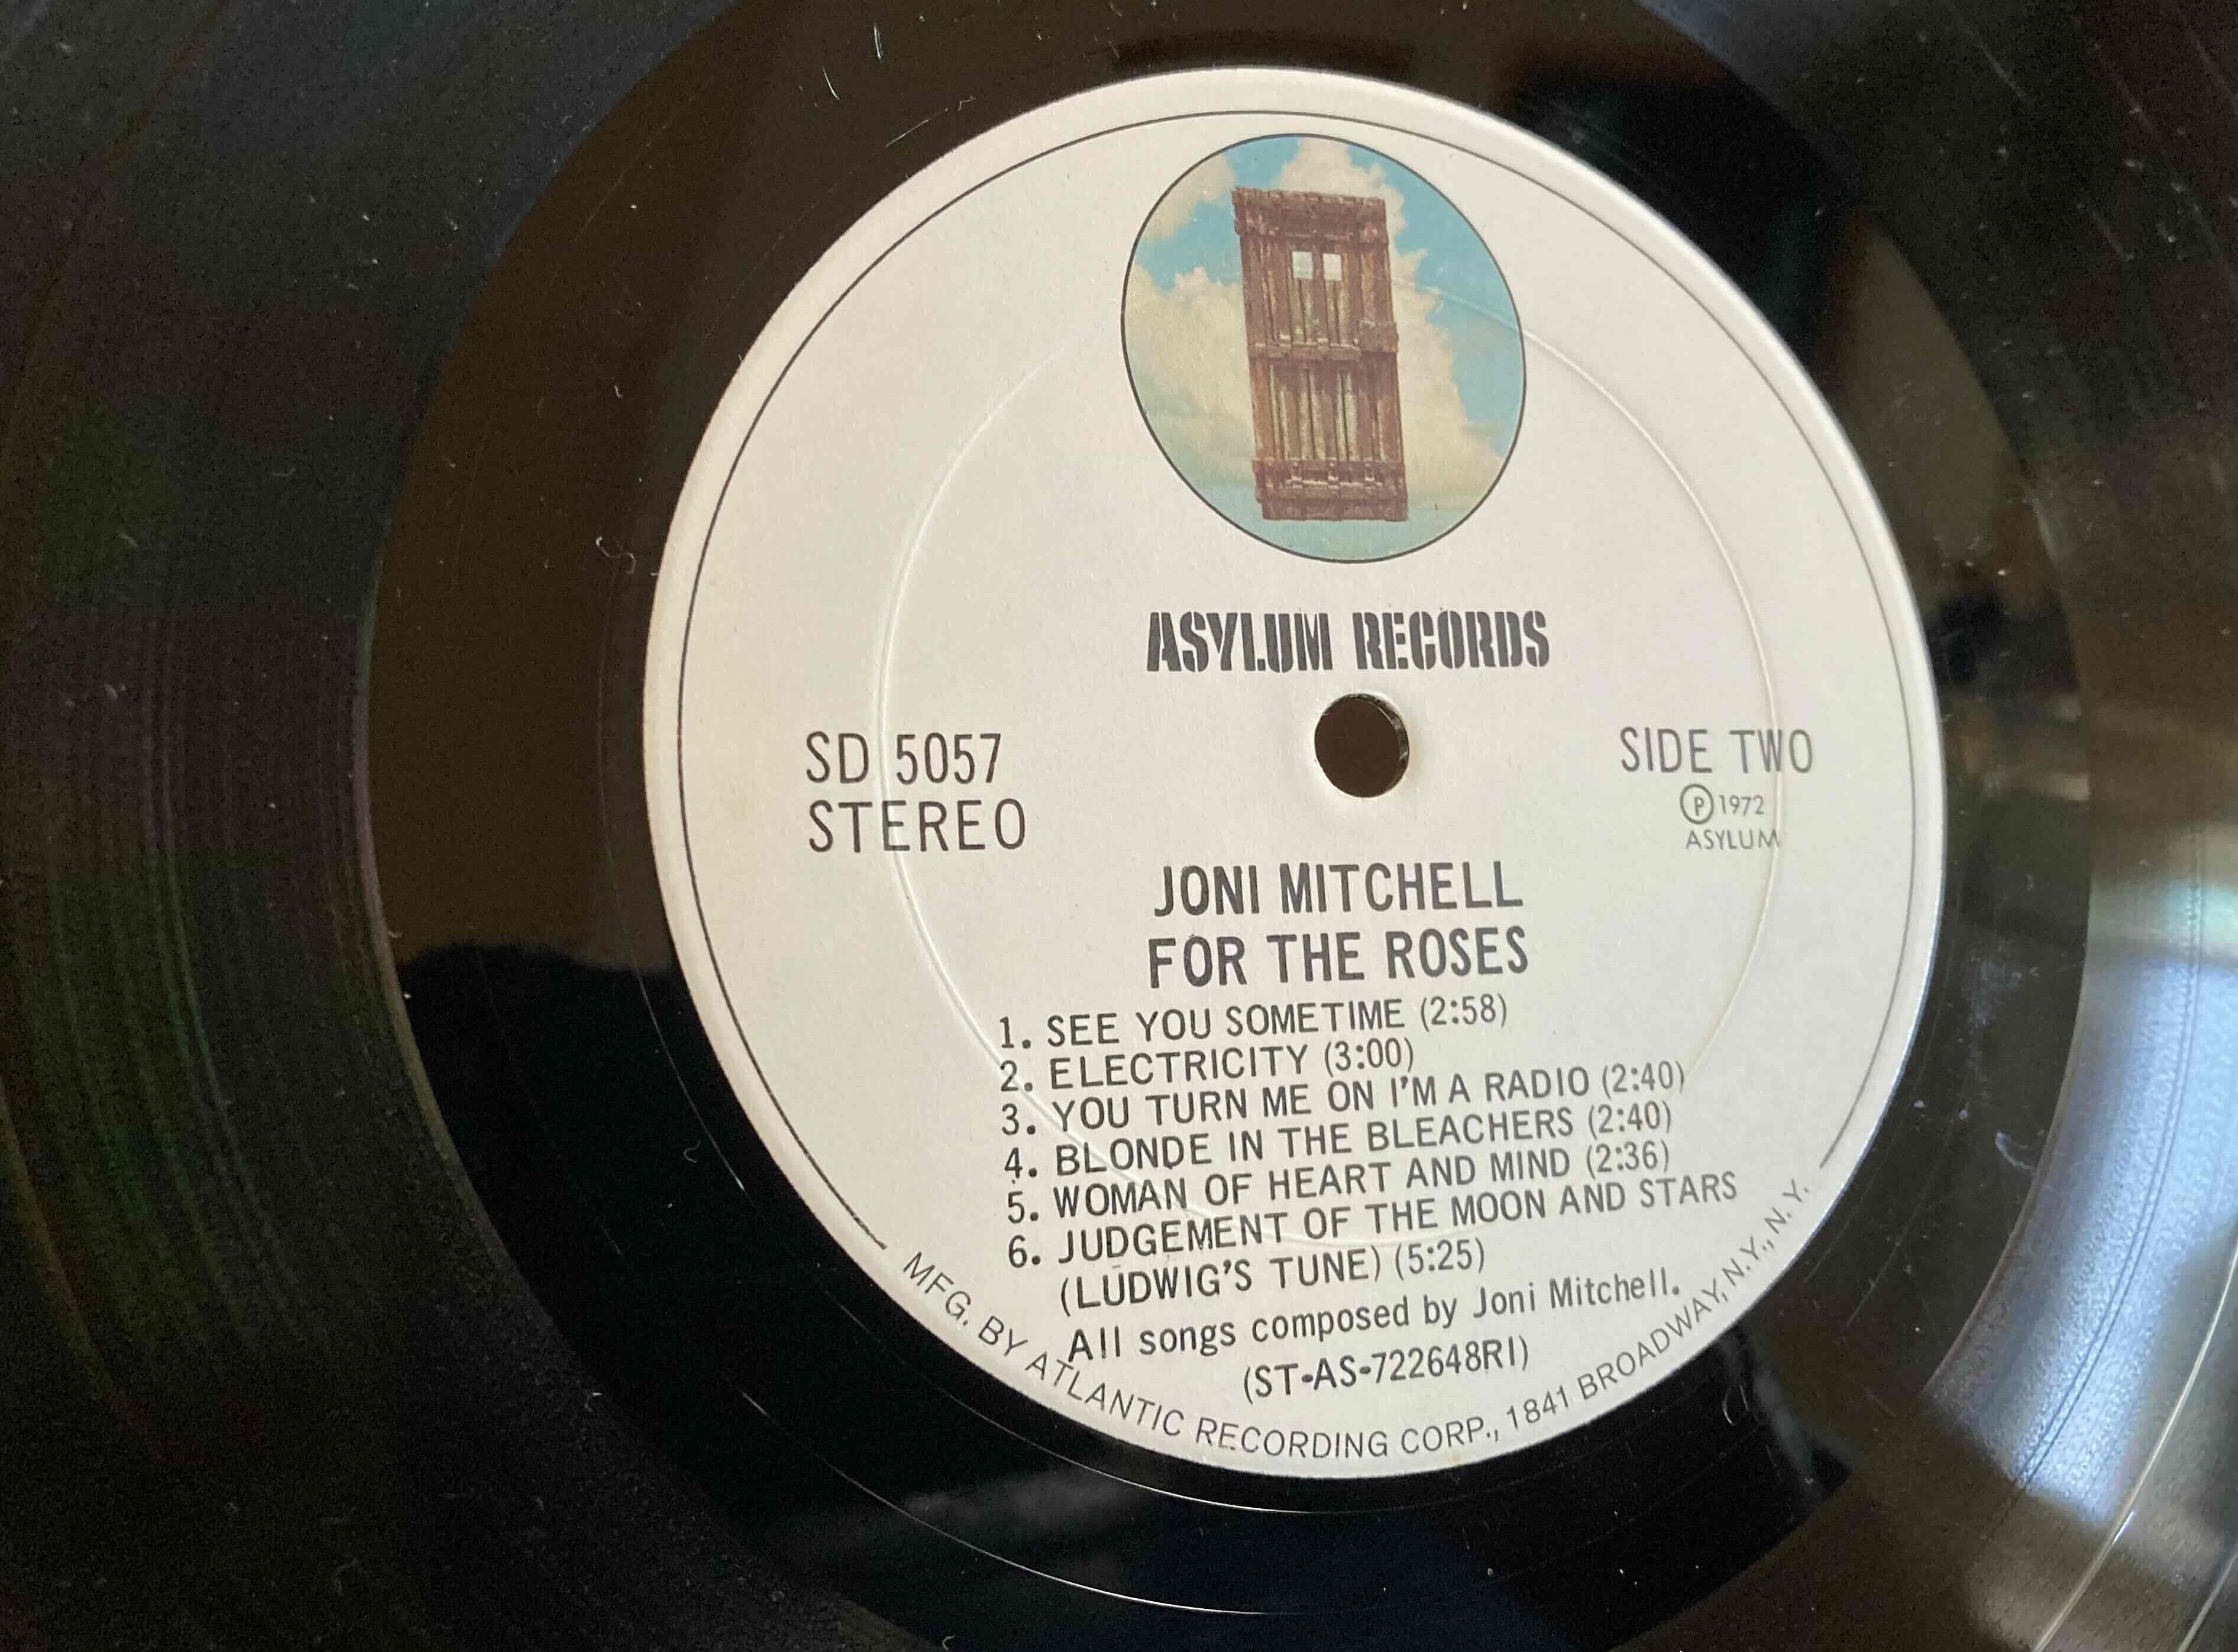 ASYLUM RECORDS
SD 5057
STEREO
SIDE TWO
Ⓟ1972
ASYLUM
JONI MITCHELL
FOR THE ROSES
1. SEE YOU SOMETIME (2:58)
2. ELECTRICITY (3:00)
3. YOU TURN ME ON I'M A RADIO (2:40)
4. BLONDE IN THE BLEACHERS (2:40)
5. WOMAN OF HEART AND MIND (2:36)
6. JUDGEMENT OF THE MOON AND STARS
(LUDWIG'S TUNE) (5:25)
All songs composed by Joni Mitchell.
(ST-AS-722648RI)
MFG. BY ATLANTIC RECORDING CORP., 1841 BROADWAY, N.Y., N.Y.